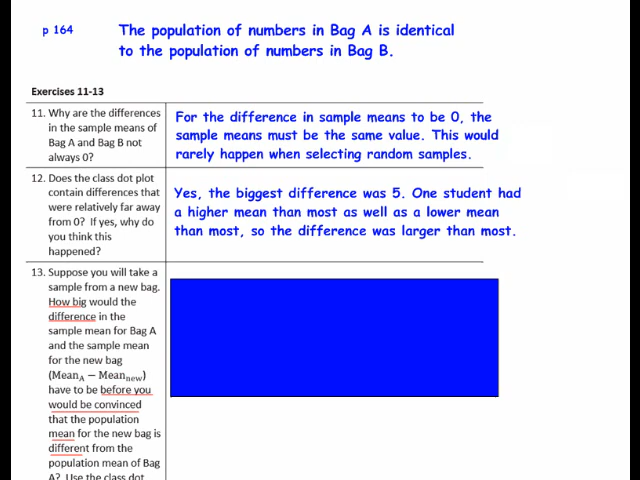 p 164
The population of numbers in Bag A is identical
to the population of numbers in Bag B.
Exercises 11-13
11. Why are the differences
in the sample means of
Bag A and Bag B not
always 0?
For the difference in sample means to be 0, the
sample means must be the same value. This would
rarely happen when selecting random samples.
12. Does the class dot plot
contain differences that
were relatively far away
from 0? If yes, why do
you think this
happened?
Yes, the biggest difference was 5. One student had
a higher mean than most as well as a lower mean
than most, so the difference was larger than most.
13. Suppose you will take a
sample from a new bag.
How big would the
difference in the
sample mean for Bag A
and the sample mean
for the new bag
(Mean_A − Mean_new)
have to be before you
would be convinced
that the population
mean for the new bag is
different from the
population mean of Bag
A? Use the class dot